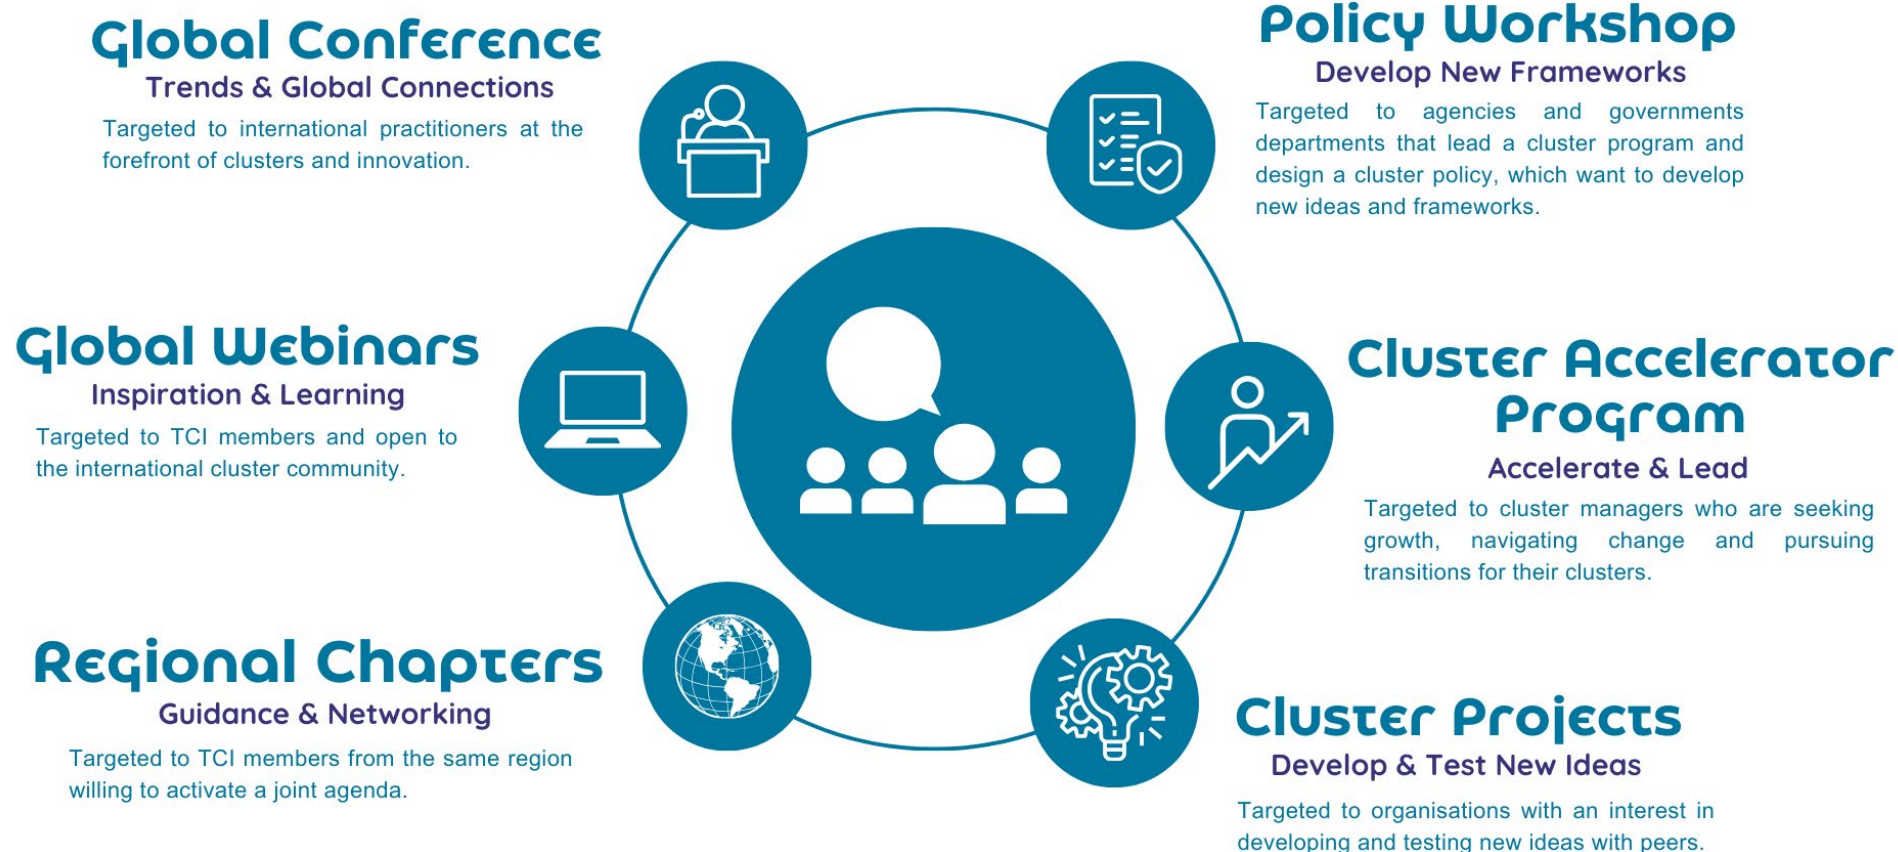 Global Conference
Trends & Global Connections
Targeted to international practitioners at the
forefront of clusters and innovation.
Policy Workshop
Develop New Frameworks
Targeted to agencies and governments
departments that lead a cluster program and
design a cluster policy, which want to develop
new ideas and frameworks.
Global Webinars
Inspiration & Learning
Targeted to TCI members and open to
the international cluster community.
Cluster Accelerator
Program
Accelerate & Lead
Targeted to cluster managers who are seeking
growth, navigating change and pursuing
transitions for their clusters.
Regional Chapters
Guidance & Networking
Targeted to TCI members from the same region
willing to activate a joint agenda.
Cluster Projects
Develop & Test New Ideas
Targeted to organisations with an interest in
developing and testing new ideas with peers.